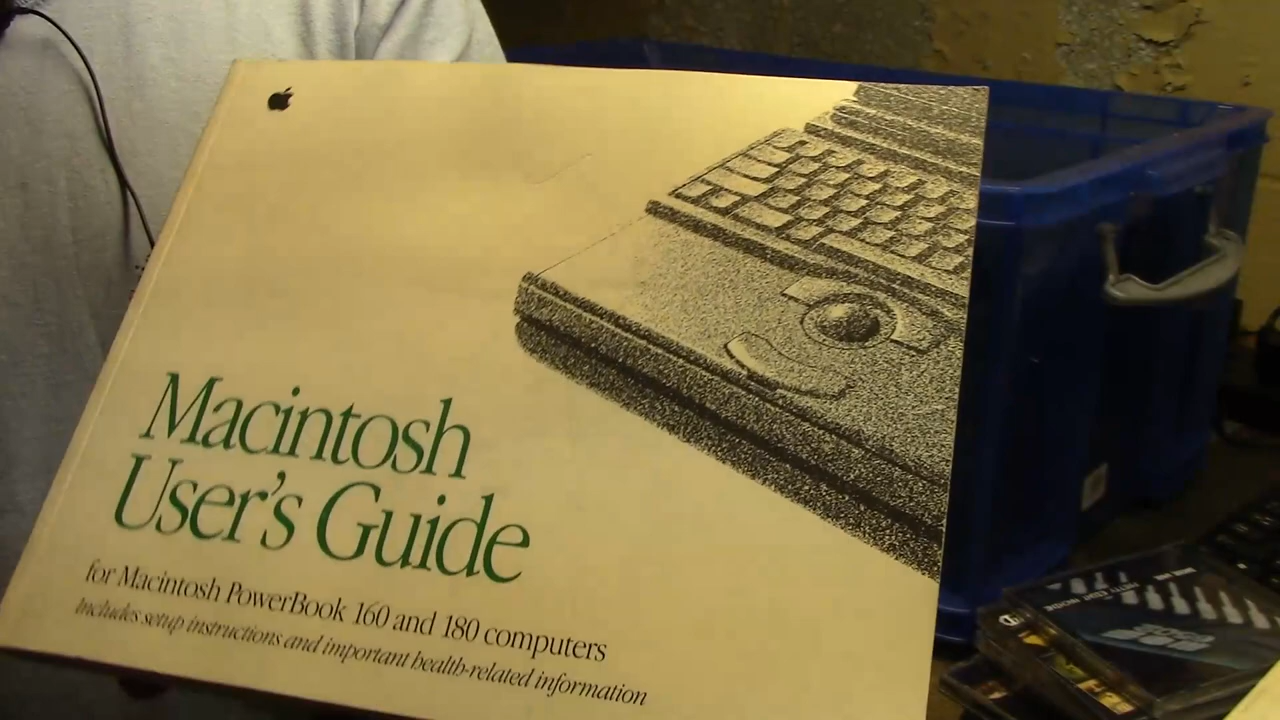 Macintosh
User's Guide
for Macintosh PowerBook 160 and 180 computers
Includes setup instructions and important health-related information